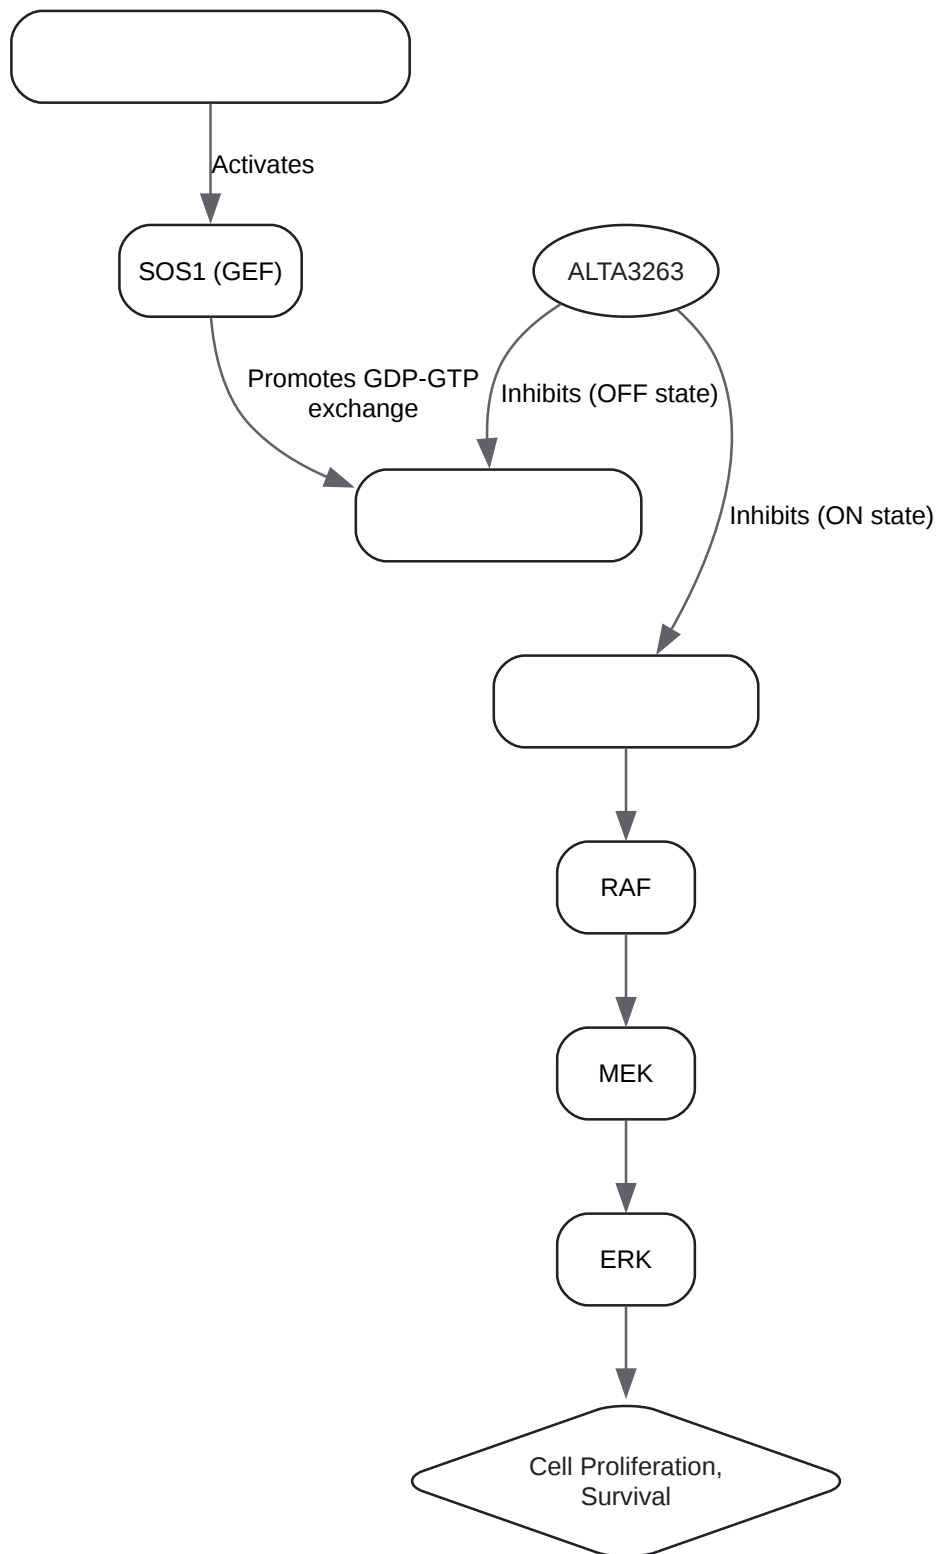 Activates
SOS1 (GEF)
ALTA3263
Promotes GDP-GTP
exchange
Inhibits (OFF state)
Inhibits (ON state)
RAF
MEK
ERK
Cell Proliferation,
Survival